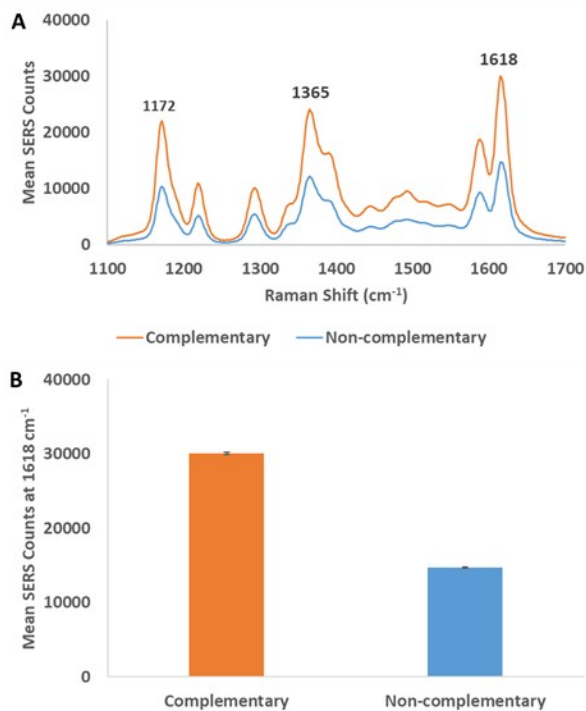 A
Mean SERS Counts
40000
30000
20000
10000
0
1172
1365
1618
1100 1200 1300 1400 1500 1600 1700
Raman Shift (cm⁻¹)
Complementary Non-complementary
B
Mean SERS Counts at 1618 cm⁻¹
40000
30000
20000
10000
0
Complementary Non-complementary